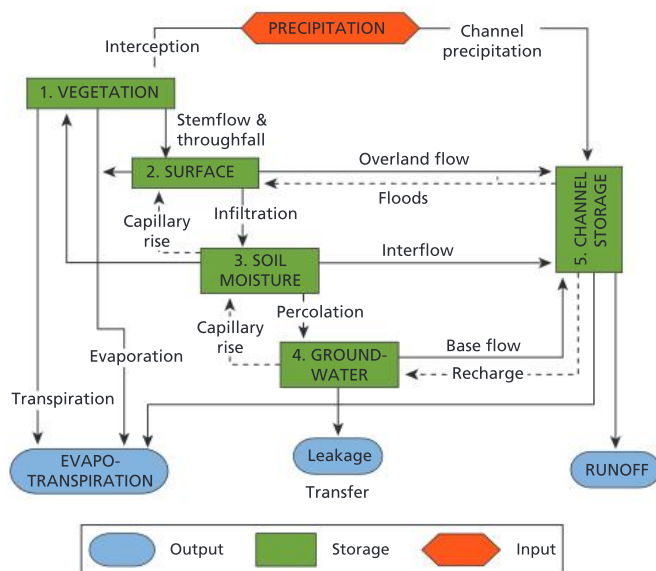 PRECIPITATION
Interception
Channel
precipitation
1. VEGETATION
Stemflow &
throughfall
2. SURFACE
Overland flow
Floods
Capillary
rise
Infiltration
5. CHANNEL
STORAGE
3. SOIL
MOISTURE
Interflow
Capillary
rise
Percolation
4. GROUND-
WATER
Base flow
Recharge
Evaporation
Transpiration
EVAPO-
TRANSPIRATION
Leakage
RUNOFF
Transfer
Output
Storage
Input